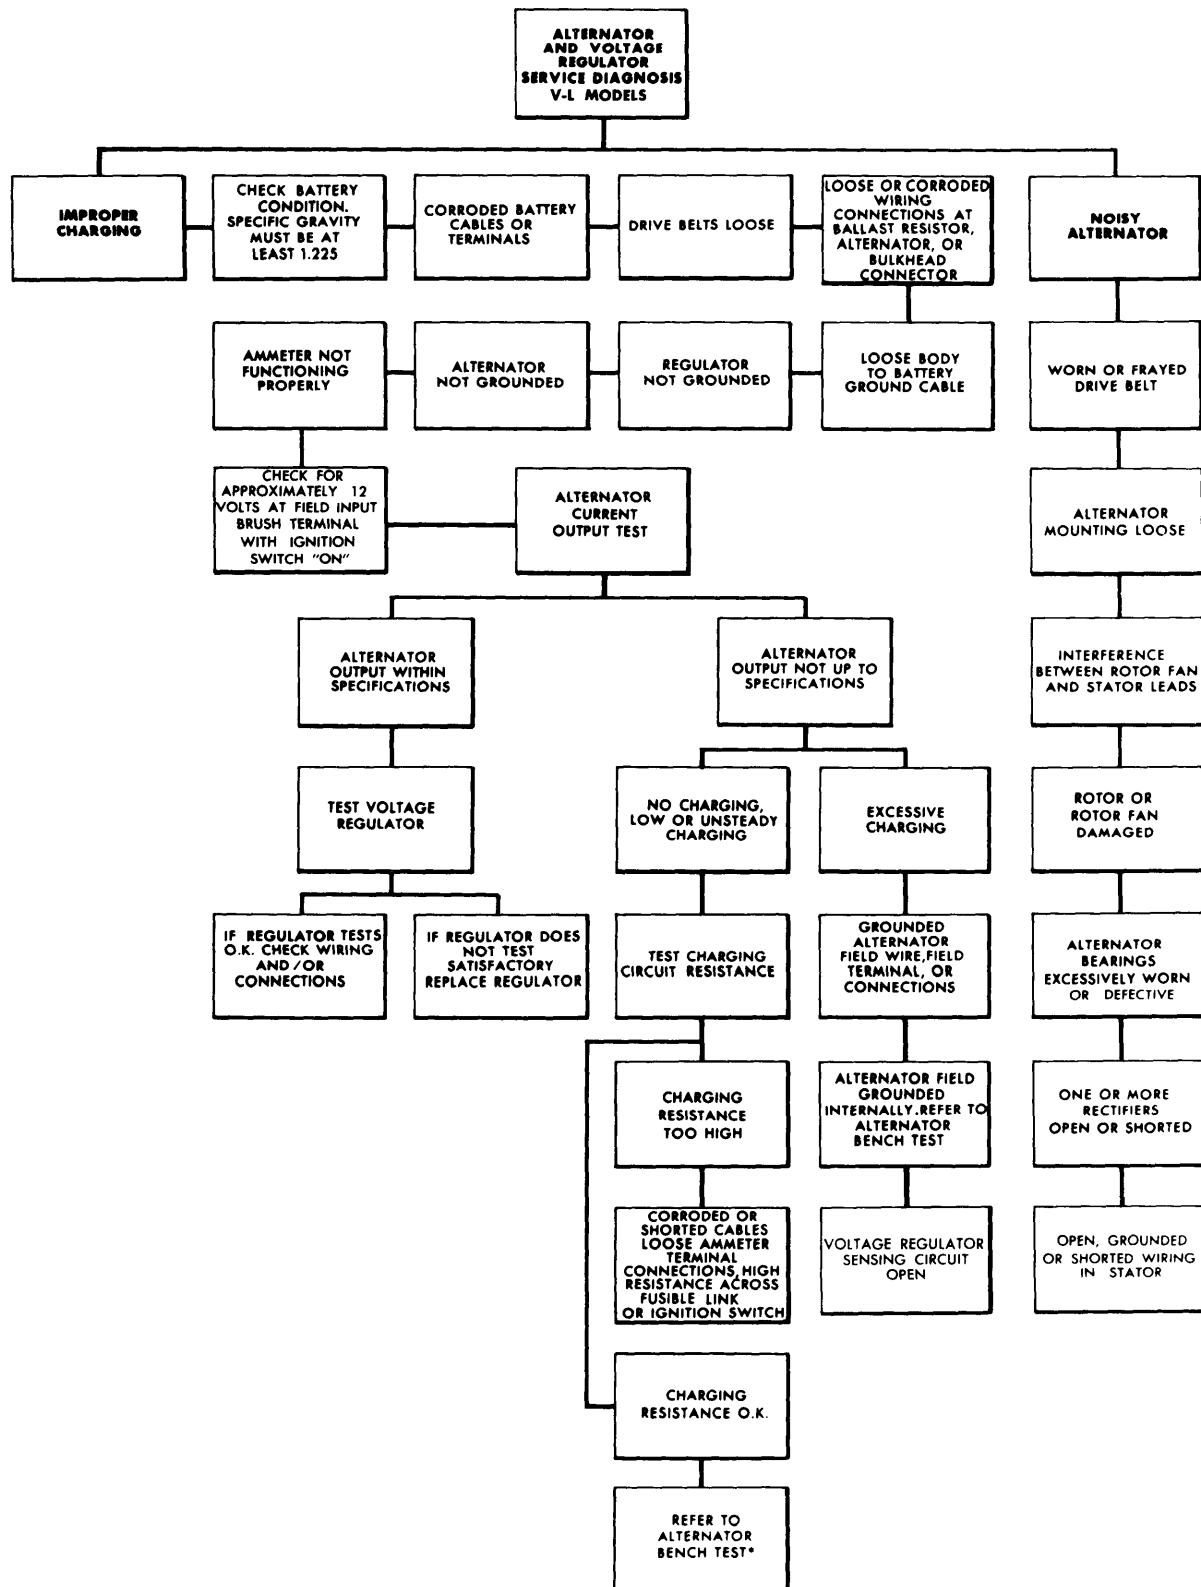 ALTERNATOR
AND VOLTAGE
REGULATOR
SERVICE DIAGNOSIS
V-L MODELS
IMPROPER
CHARGING
CHECK BATTERY
CONDITION.
SPECIFIC GRAVITY
MUST BE AT
LEAST 1.225
CORRODED BATTERY
CABLES OR
TERMINALS
DRIVE BELTS LOOSE
LOOSE OR CORRODED
WIRING
CONNECTIONS AT
BALLAST RESISTOR,
ALTERNATOR, OR
BULKHEAD
CONNECTOR
NOISY
ALTERNATOR
AMMETER NOT
FUNCTIONING
PROPERLY
ALTERNATOR
NOT GROUNDED
REGULATOR
NOT GROUNDED
LOOSE BODY
TO BATTERY
GROUND CABLE
WORN OR FRAYED
DRIVE BELT
CHECK FOR
APPROXIMATELY 12
VOLTS AT FIELD INPUT
BRUSH TERMINAL
WITH IGNITION
SWITCH "ON"
ALTERNATOR
CURRENT
OUTPUT TEST
ALTERNATOR
MOUNTING LOOSE
ALTERNATOR
OUTPUT WITHIN
SPECIFICATIONS
ALTERNATOR
OUTPUT NOT UP TO
SPECIFICATIONS
INTERFERENCE
BETWEEN ROTOR FAN
AND STATOR LEADS
TEST VOLTAGE
REGULATOR
NO CHARGING,
LOW OR UNSTEADY
CHARGING
EXCESSIVE
CHARGING
ROTOR OR
ROTOR FAN
DAMAGED
IF REGULATOR TESTS
O.K. CHECK WIRING
AND/OR
CONNECTIONS
IF REGULATOR DOES
NOT TEST
SATISFACTORY
REPLACE REGULATOR
TEST CHARGING
CIRCUIT RESISTANCE
GROUNDED
ALTERNATOR
FIELD WIRE,FIELD
TERMINAL, OR
CONNECTIONS
ALTERNATOR
BEARINGS
EXCESSIVELY WORN
OR DEFECTIVE
CHARGING
RESISTANCE
TOO HIGH
ALTERNATOR FIELD
GROUNDED
INTERNALLY.REFER TO
ALTERNATOR
BENCH TEST
ONE OR MORE
RECTIFIERS
OPEN OR SHORTED
CORRODED OR
SHORTED CABLES
LOOSE AMMETER
TERMINAL
CONNECTIONS,HIGH
RESISTANCE ACROSS
FUSIBLE LINK
OR IGNITION SWITCH
VOLTAGE REGULATOR
SENSING CIRCUIT
OPEN
OPEN, GROUNDED
OR SHORTED WIRING
IN STATOR
CHARGING
RESISTANCE O.K.
REFER TO
ALTERNATOR
BENCH TEST*